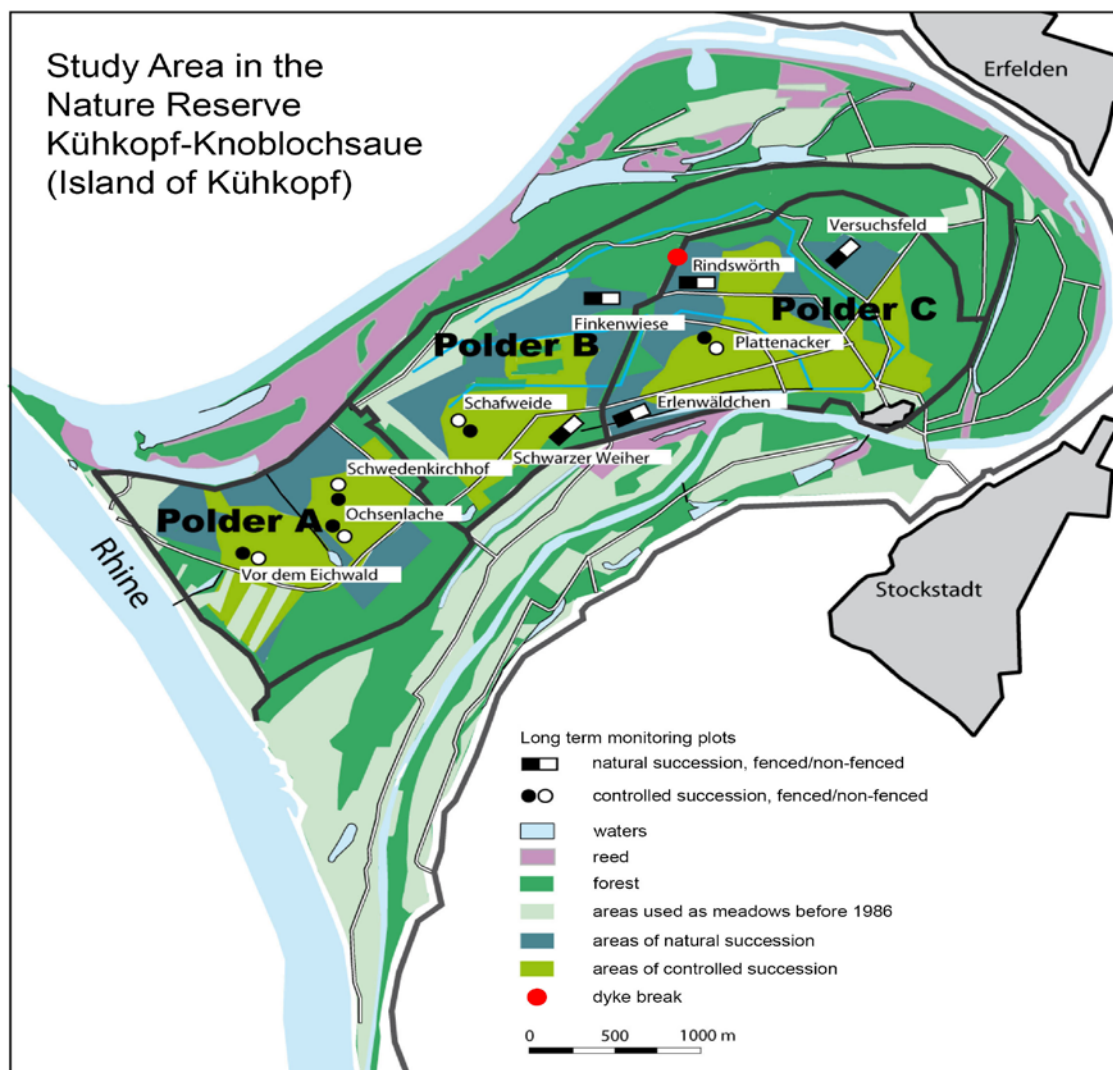 Study Area in the
Nature Reserve
Kühkopf-Knoblochsaue
(Island of Kühkopf)
Erfelden
Versuchsfeld
Rindswörth
Polder C
Finkenwiese
Polder B
Plattenacker
Schafweide
Erlenwäldchen
Schwarzer Weiher
Schwedenkirchhof
Ochsenlache
Polder A
Vor dem Eichwald
Rhine
Stockstadt
Long term monitoring plots
natural succession, fenced/non-fenced
controlled succession, fenced/non-fenced
waters
reed
forest
areas used as meadows before 1986
areas of natural succession
areas of controlled succession
dyke break
0 500 1000 m